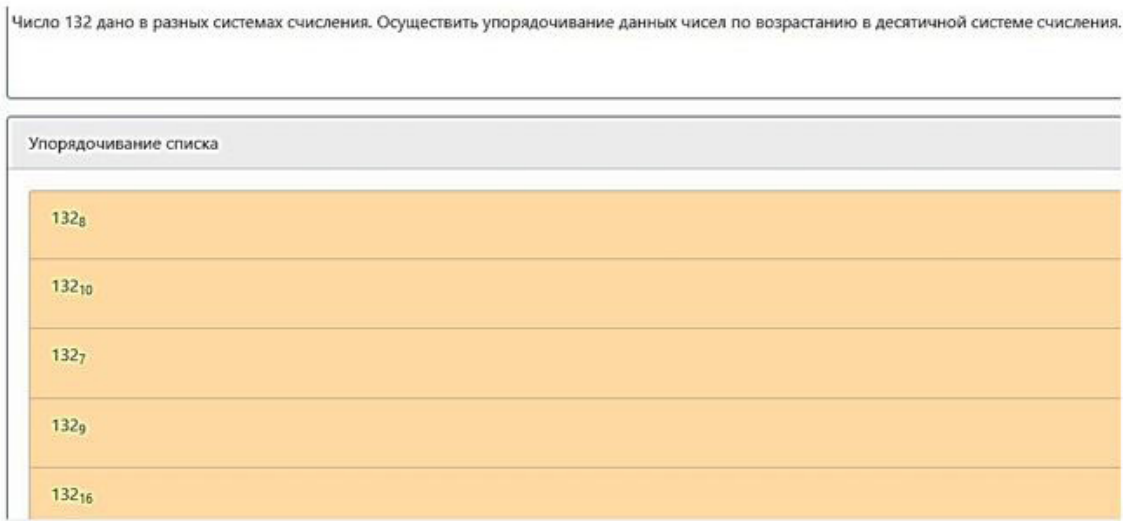 Число 132 дано в разных системах счисления. Осуществить упорядочивание данных чисел по возрастанию в десятичной системе счисления.
Упорядочивание списка
132₈
132₁₀
132₇
132₉
132₁₆